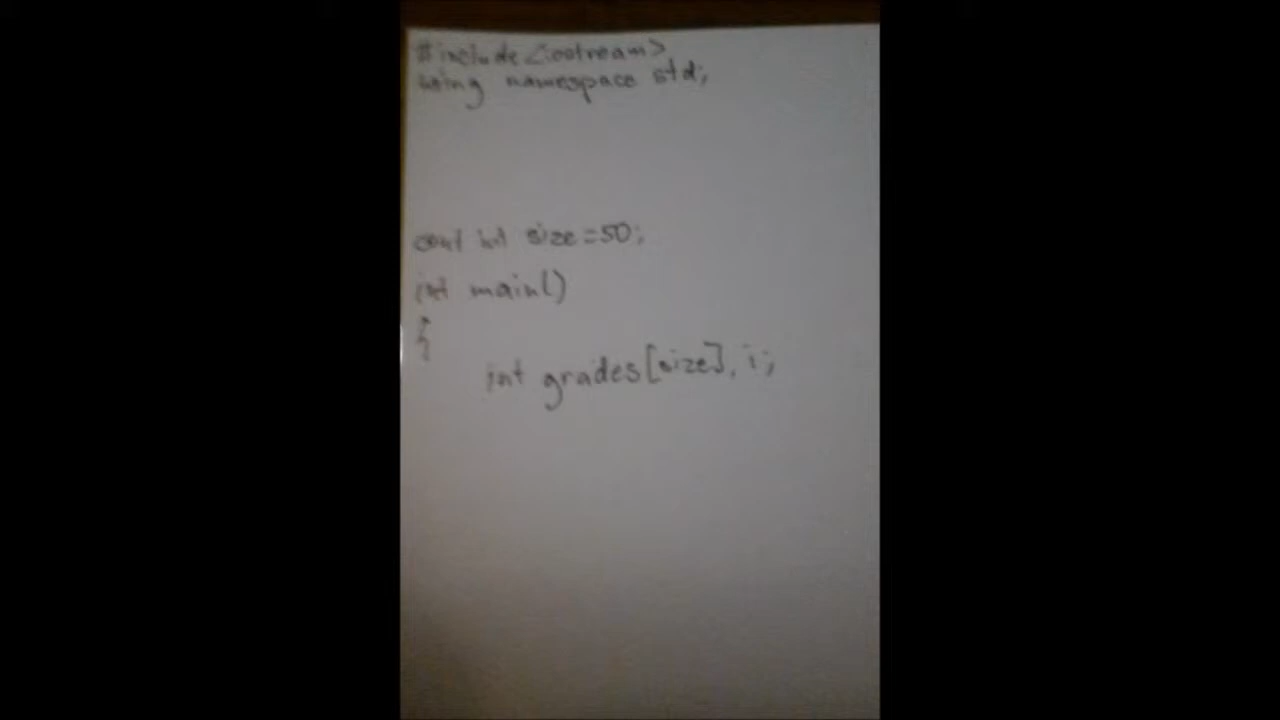 #include <iostream>
using namespace std;
const int size=50;
int main()
{
int grades[size], i;